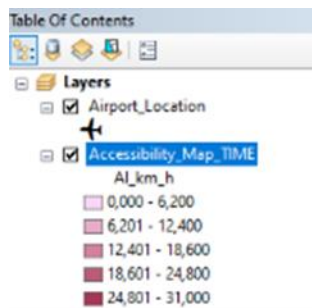 Table Of Contents
Layers
Airport_Location
Accessibility_Map_TIME
AI_km_h
0,000 - 6,200
6,201 - 12,400
12,401 - 18,600
18,601 - 24,800
24,801 - 31,000